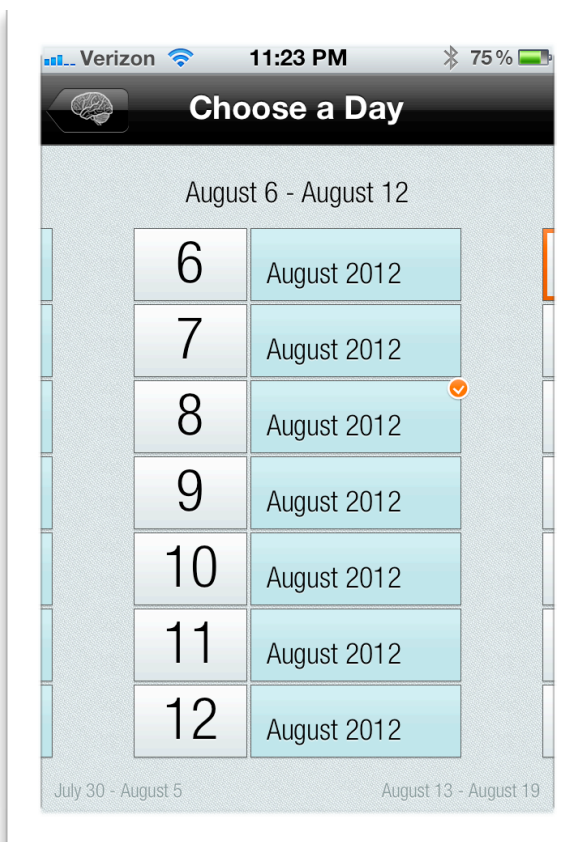 Verizon 11:23 PM 75%
Choose a Day
August 6 - August 12
6 August 2012
7 August 2012
8 August 2012
9 August 2012
10 August 2012
11 August 2012
12 August 2012
July 30 - August 5 August 13 - August 19